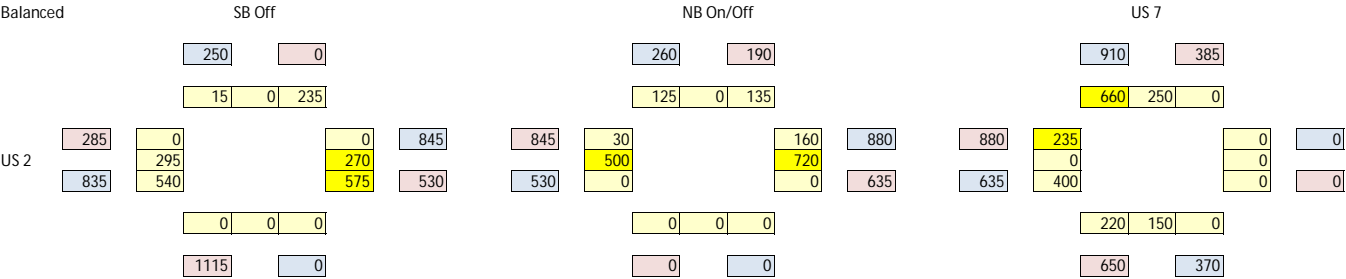 Balanced SB Off NB On/Off US 7
250 0 260 190 910 385
15 0 235 125 0 135 660 250 0
285 0 0 845 845 30 160 880 880 235 0 0
US 2 295 270 500 720 0 0
835 540 575 530 530 0 0 635 635 400 0 0
0 0 0 0 0 0 220 150 0
1115 0 0 0 650 370